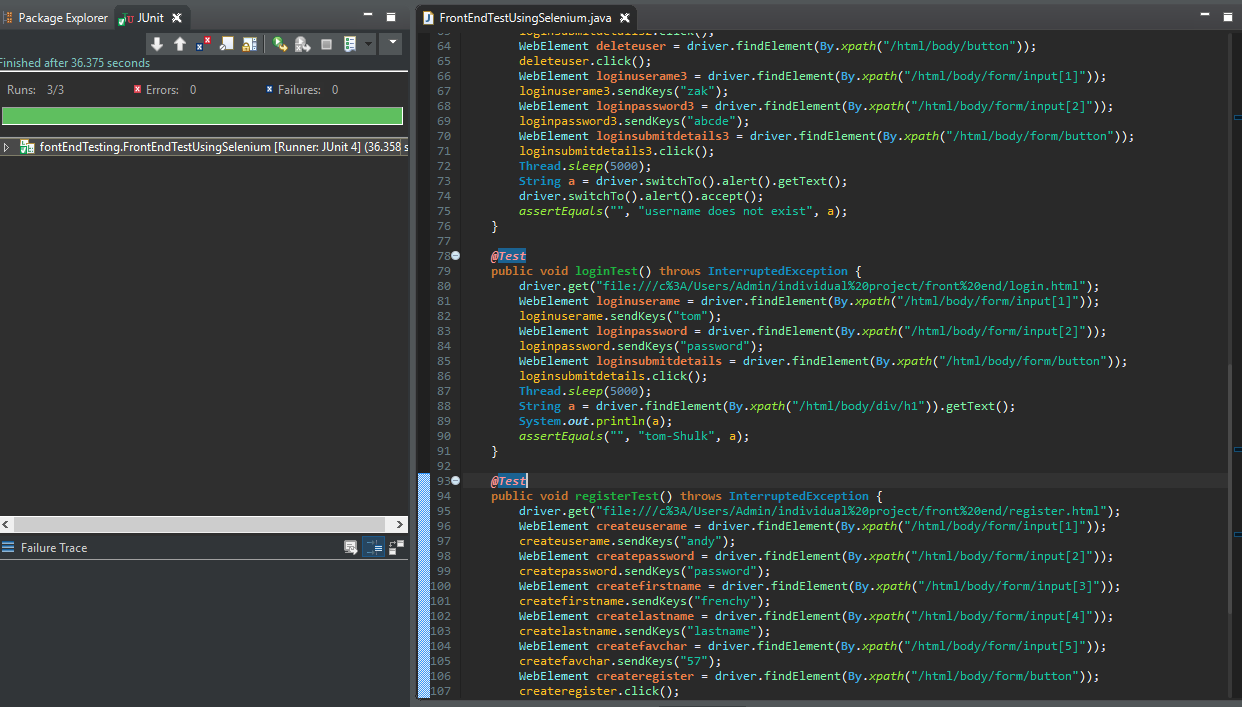 Package Explorer JUnit
Finished after 36.375 seconds
Runs: 3/3 Errors: 0 Failures: 0
fontEndTesting.FrontEndTestUsingSelenium [Runner: JUnit 4] (36.358 s
Failure Trace
FrontEndTestUsingSelenium.java
64 WebElement deleteuser = driver.findElement(By.xpath("/html/body/button"));
65 deleteuser.click();
66 WebElement loginuserame3 = driver.findElement(By.xpath("/html/body/form/input[1]"));
67 loginuserame3.sendKeys("zak");
68 WebElement loginpassword3 = driver.findElement(By.xpath("/html/body/form/input[2]"));
69 loginpassword3.sendKeys("abcde");
70 WebElement loginsubmitdetails3 = driver.findElement(By.xpath("/html/body/form/button"));
71 loginsubmitdetails3.click();
72 Thread.sleep(5000);
73 String a = driver.switchTo().alert().getText();
74 driver.switchTo().alert().accept();
75 assertEquals("", "username does not exist", a);
76 }
77
78 @Test
79 public void loginTest() throws InterruptedException {
80 driver.get("file:///c%3A/Users/Admin/individual%20project/front%20end/login.html");
81 WebElement loginuserame = driver.findElement(By.xpath("/html/body/form/input[1]"));
82 loginuserame.sendKeys("tom");
83 WebElement loginpassword = driver.findElement(By.xpath("/html/body/form/input[2]"));
84 loginpassword.sendKeys("password");
85 WebElement loginsubmitdetails = driver.findElement(By.xpath("/html/body/form/button"));
86 loginsubmitdetails.click();
87 Thread.sleep(5000);
88 String a = driver.findElement(By.xpath("/html/body/div/h1")).getText();
89 System.out.println(a);
90 assertEquals("", "tom-Shulk", a);
91 }
92
93 @Test
94 public void registerTest() throws InterruptedException {
95 driver.get("file:///c%3A/Users/Admin/individual%20project/front%20end/register.html");
96 WebElement createuserame = driver.findElement(By.xpath("/html/body/form/input[1]"));
97 createuserame.sendKeys("andy");
98 WebElement createpassword = driver.findElement(By.xpath("/html/body/form/input[2]"));
99 createpassword.sendKeys("password");
100 WebElement createfirstname = driver.findElement(By.xpath("/html/body/form/input[3]"));
101 createfirstname.sendKeys("frenchy");
102 WebElement createlastname = driver.findElement(By.xpath("/html/body/form/input[4]"));
103 createlastname.sendKeys("lastname");
104 WebElement createfavchar = driver.findElement(By.xpath("/html/body/form/input[5]"));
105 createfavchar.sendKeys("57");
106 WebElement createregister = driver.findElement(By.xpath("/html/body/form/button"));
107 createregister.click();